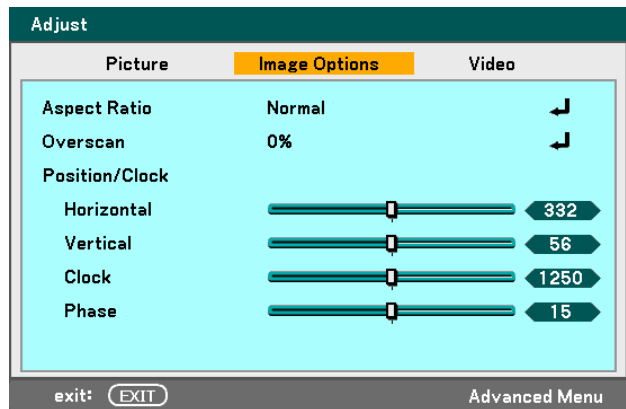 Adjust
Picture Image Options Video
Aspect Ratio Normal
Overscan 0%
Position/Clock
Horizontal 332
Vertical 56
Clock 1250
Phase 15
exit: EXIT Advanced Menu